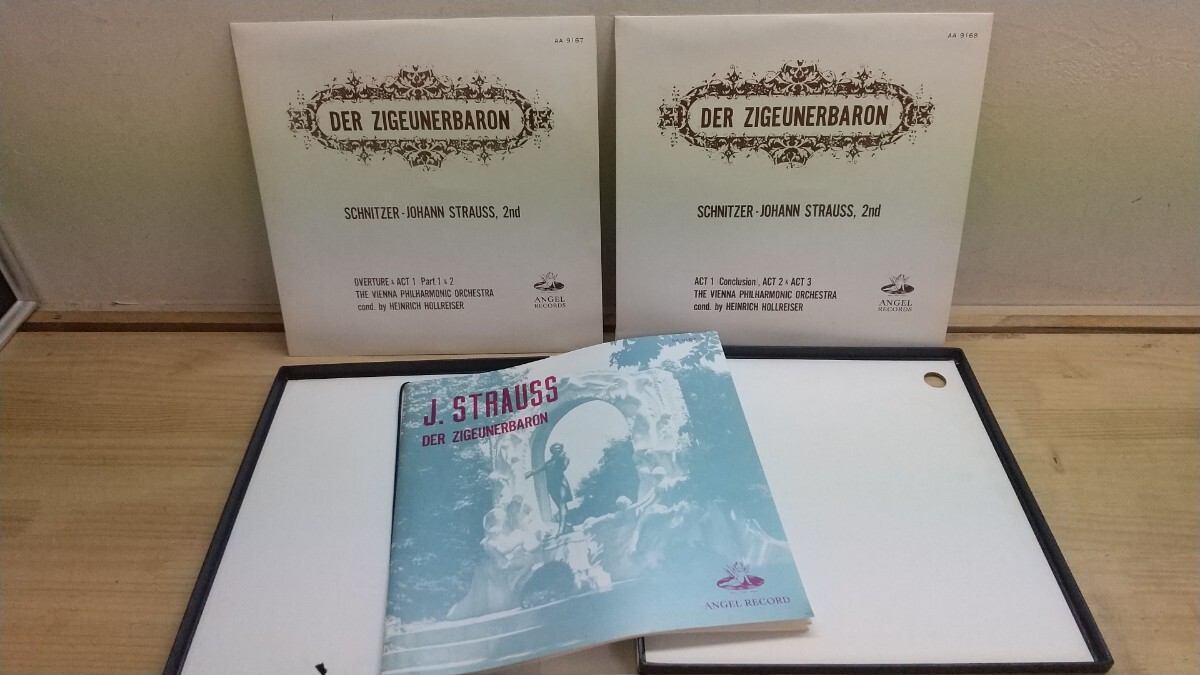 AA 9167
DER ZIGEUNERBARON
SCHNITZER-JOHANN STRAUSS, 2nd
OVERTURE & ACT 1 Part 1 & 2
THE VIENNA PHILHARMONIC ORCHESTRA
cond. by HEINRICH HOLLREISER
ANGEL
RECORDS
AA 9168
DER ZIGEUNERBARON
SCHNITZER-JOHANN STRAUSS, 2nd
ACT 1 (Conclusion), ACT 2 & ACT 3
THE VIENNA PHILHARMONIC ORCHESTRA
cond. by HEINRICH HOLLREISER
ANGEL
RECORDS
J. STRAUSS
DER ZIGEUNERBARON
ANGEL RECORD